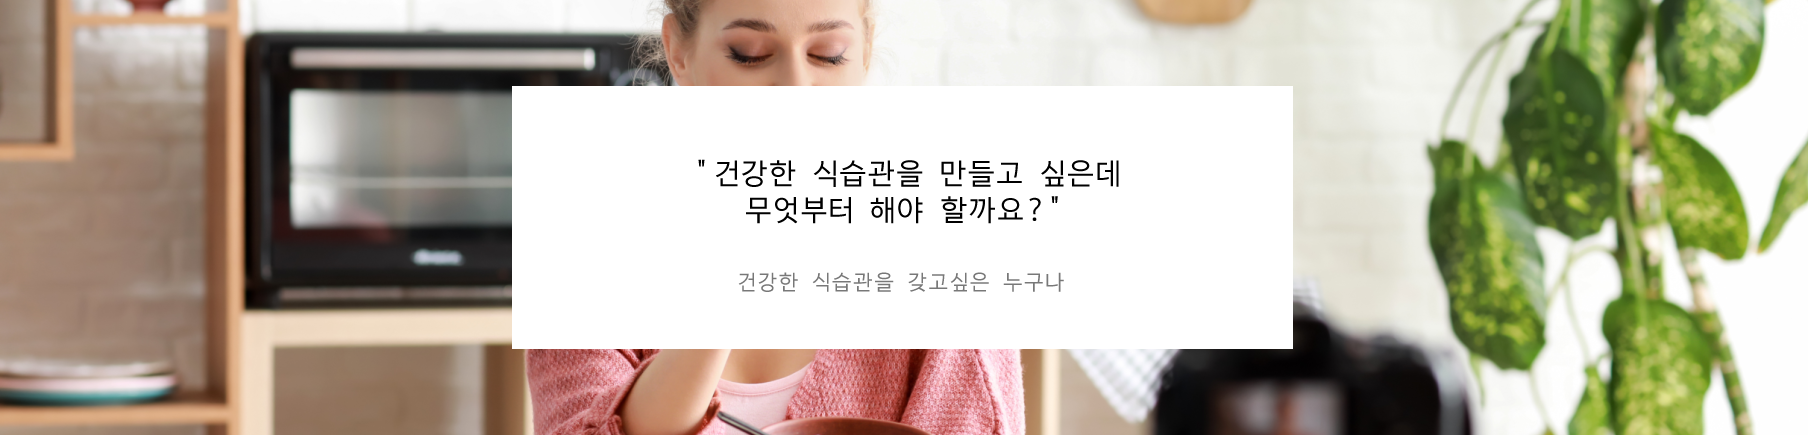 "건강한 식습관을 만들고 싶은데
무엇부터 해야 할까요?"
건강한 식습관을 갖고싶은 누구나